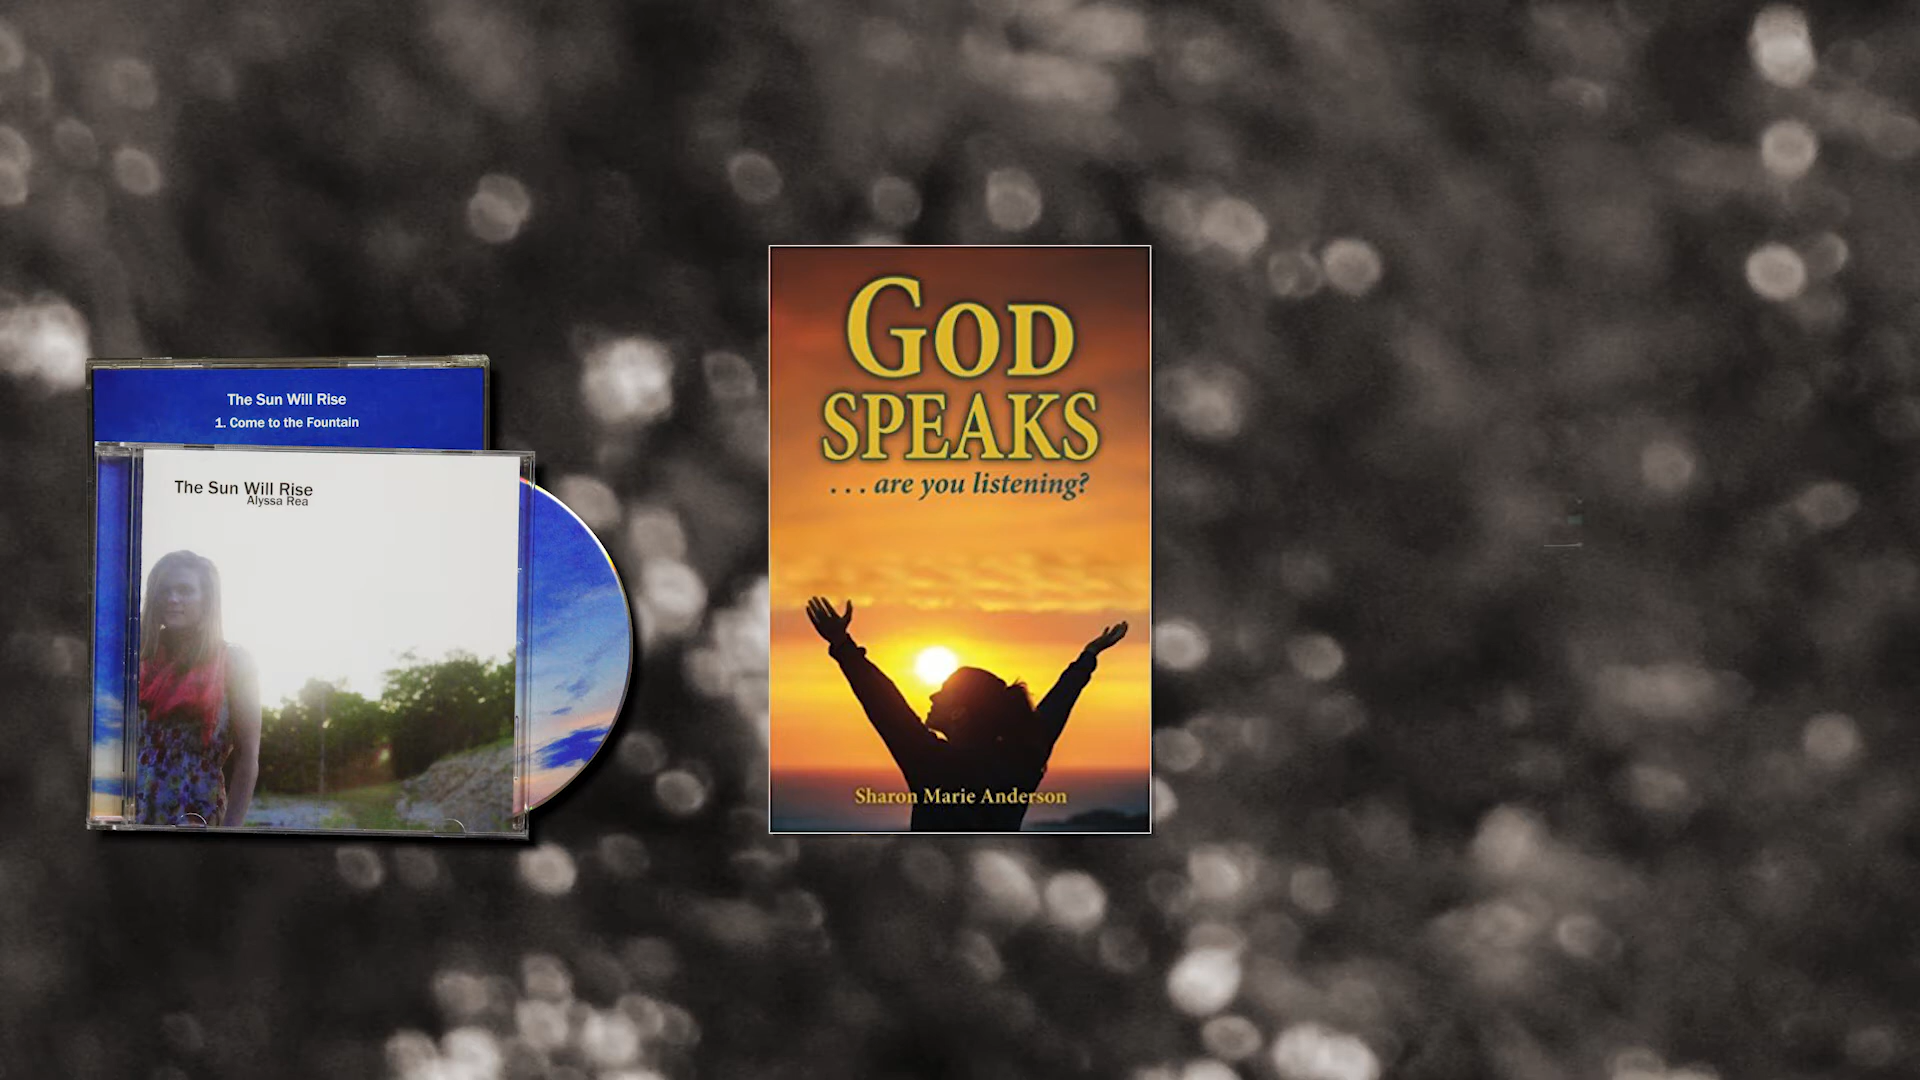 The Sun Will Rise
1. Come to the Fountain
The Sun Will Rise
Alyssa Rea
GOD
SPEAKS
. . . are you listening?
Sharon Marie Anderson